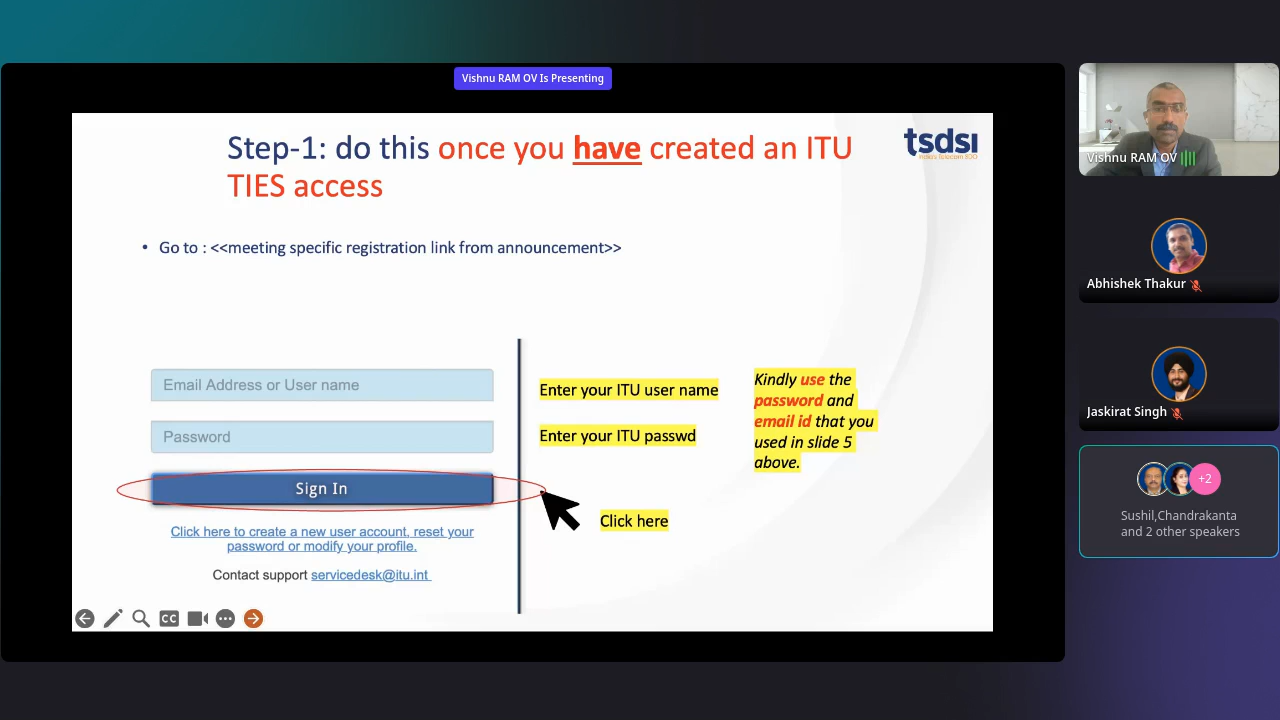 Vishnu RAM OV Is Presenting
Step-1: do this once you have created an ITU
TIES access
tsdsi
India's Telecom SDO
• Go to : <<meeting specific registration link from announcement>>
Email Address or User name
Password
Sign In
Click here to create a new user account, reset your
password or modify your profile.
Contact support servicedesk@itu.int
Enter your ITU user name
Enter your ITU passwd
Click here
Kindly use the
password and
email id that you
used in slide 5
above.
CC
Vishnu RAM OV
Abhishek Thakur
Jaskirat Singh
+2
Sushil,Chandrakanta
and 2 other speakers